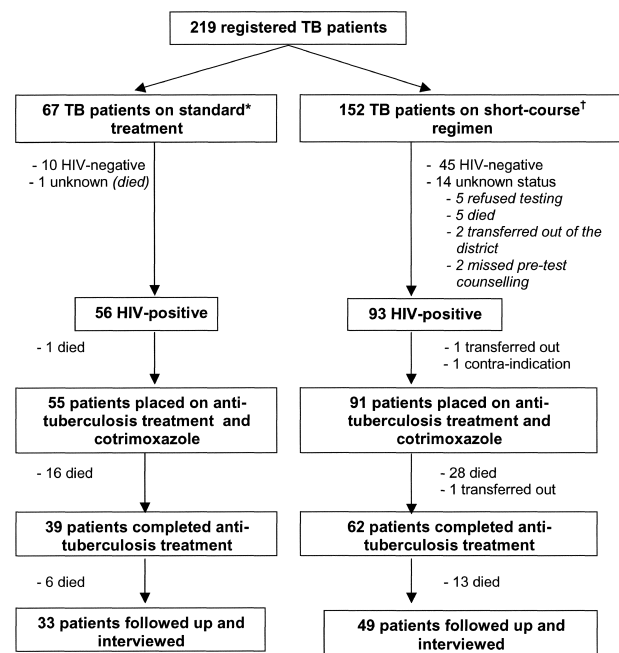 219 registered TB patients
67 TB patients on standard*
treatment
152 TB patients on short-course†
regimen
- 10 HIV-negative
- 1 unknown (died)
- 45 HIV-negative
- 14 unknown status
- 5 refused testing
- 5 died
- 2 transferred out of the
district
- 2 missed pre-test
counselling
56 HIV-positive
93 HIV-positive
- 1 died
- 1 transferred out
- 1 contra-indication
55 patients placed on anti-
tuberculosis treatment and
cotrimoxazole
91 patients placed on anti-
tuberculosis treatment and
cotrimoxazole
- 16 died
- 28 died
- 1 transferred out
39 patients completed anti-
tuberculosis treatment
62 patients completed anti-
tuberculosis treatment
- 6 died
- 13 died
33 patients followed up and
interviewed
49 patients followed up and
interviewed